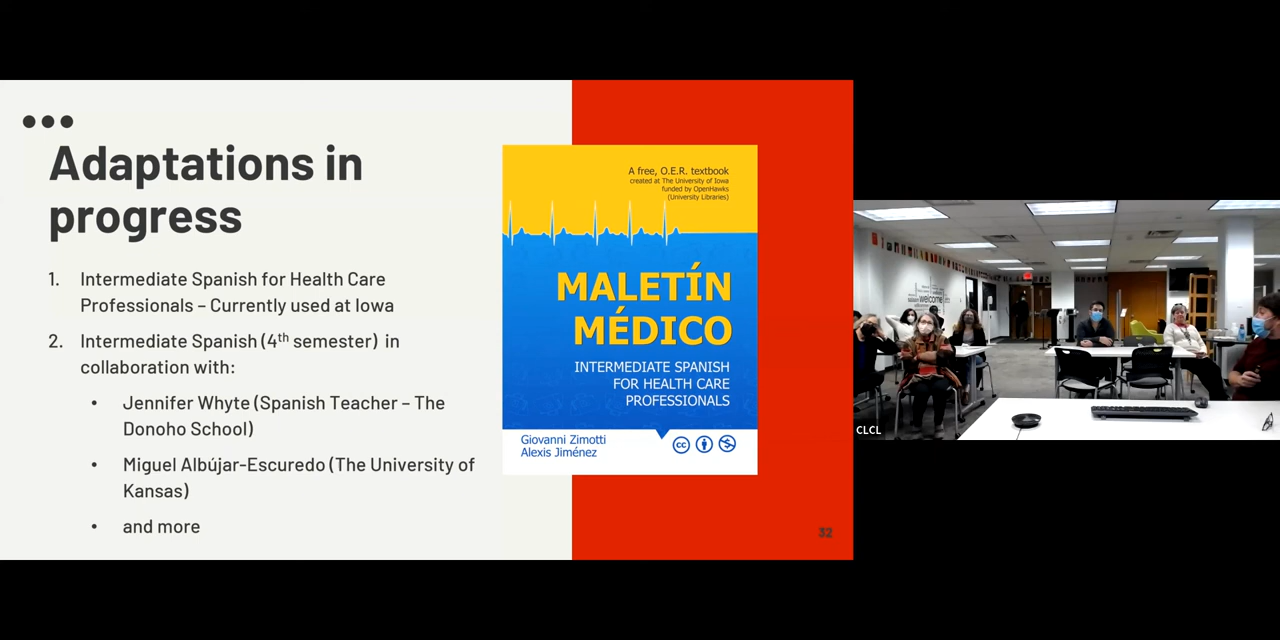 Adaptations in
progress
1. Intermediate Spanish for Health Care
Professionals – Currently used at Iowa
2. Intermediate Spanish (4th semester) in
collaboration with:
• Jennifer Whyte (Spanish Teacher – The
Donoho School)
• Miguel Albújar-Escuredo (The University of
Kansas)
• and more
A free, O.E.R. textbook
created at The University of Iowa
funded by OpenHawks
(University Libraries)
MALETÍN
MÉDICO
INTERMEDIATE SPANISH
FOR HEALTH CARE
PROFESSIONALS
Giovanni Zimotti
Alexis Jiménez
cc
32
welcome
CLCL